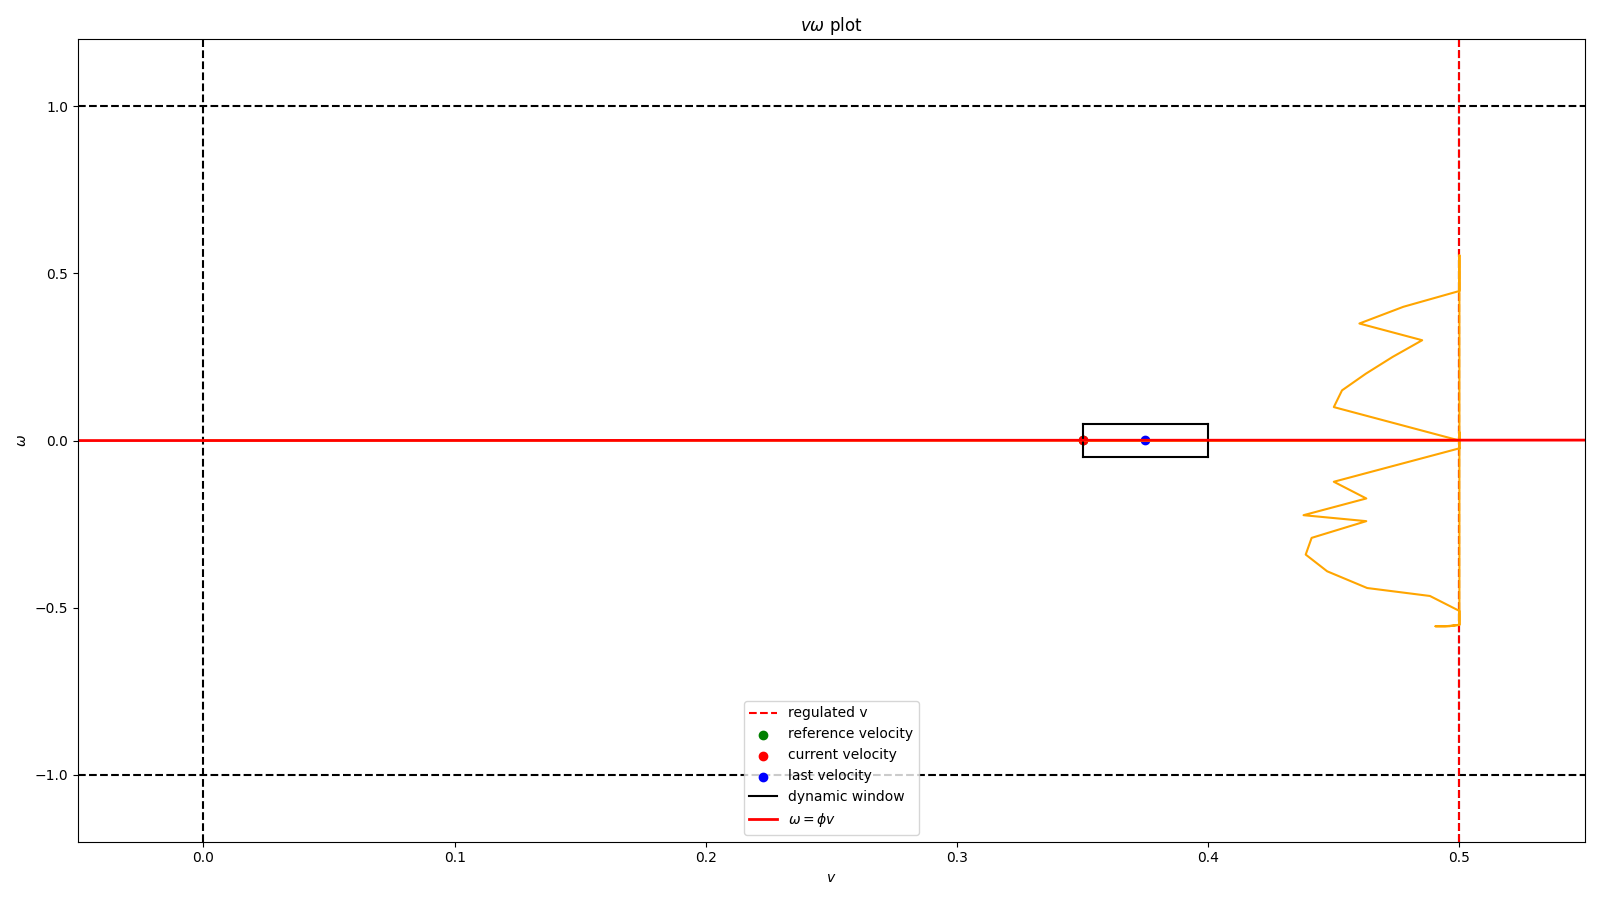 vω plot
1.0
0.5
0.0
−0.5
−1.0
ω
0.0
0.1
0.2
0.3
0.4
0.5
v
regulated v
reference velocity
current velocity
last velocity
dynamic window
ω = ϕv